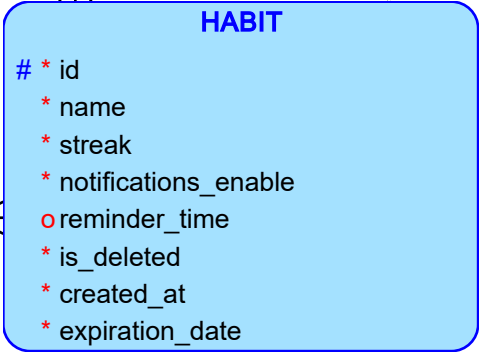 HABIT
# * id
* name
* streak
* notifications_enable
o reminder_time
* is_deleted
* created_at
* expiration_date